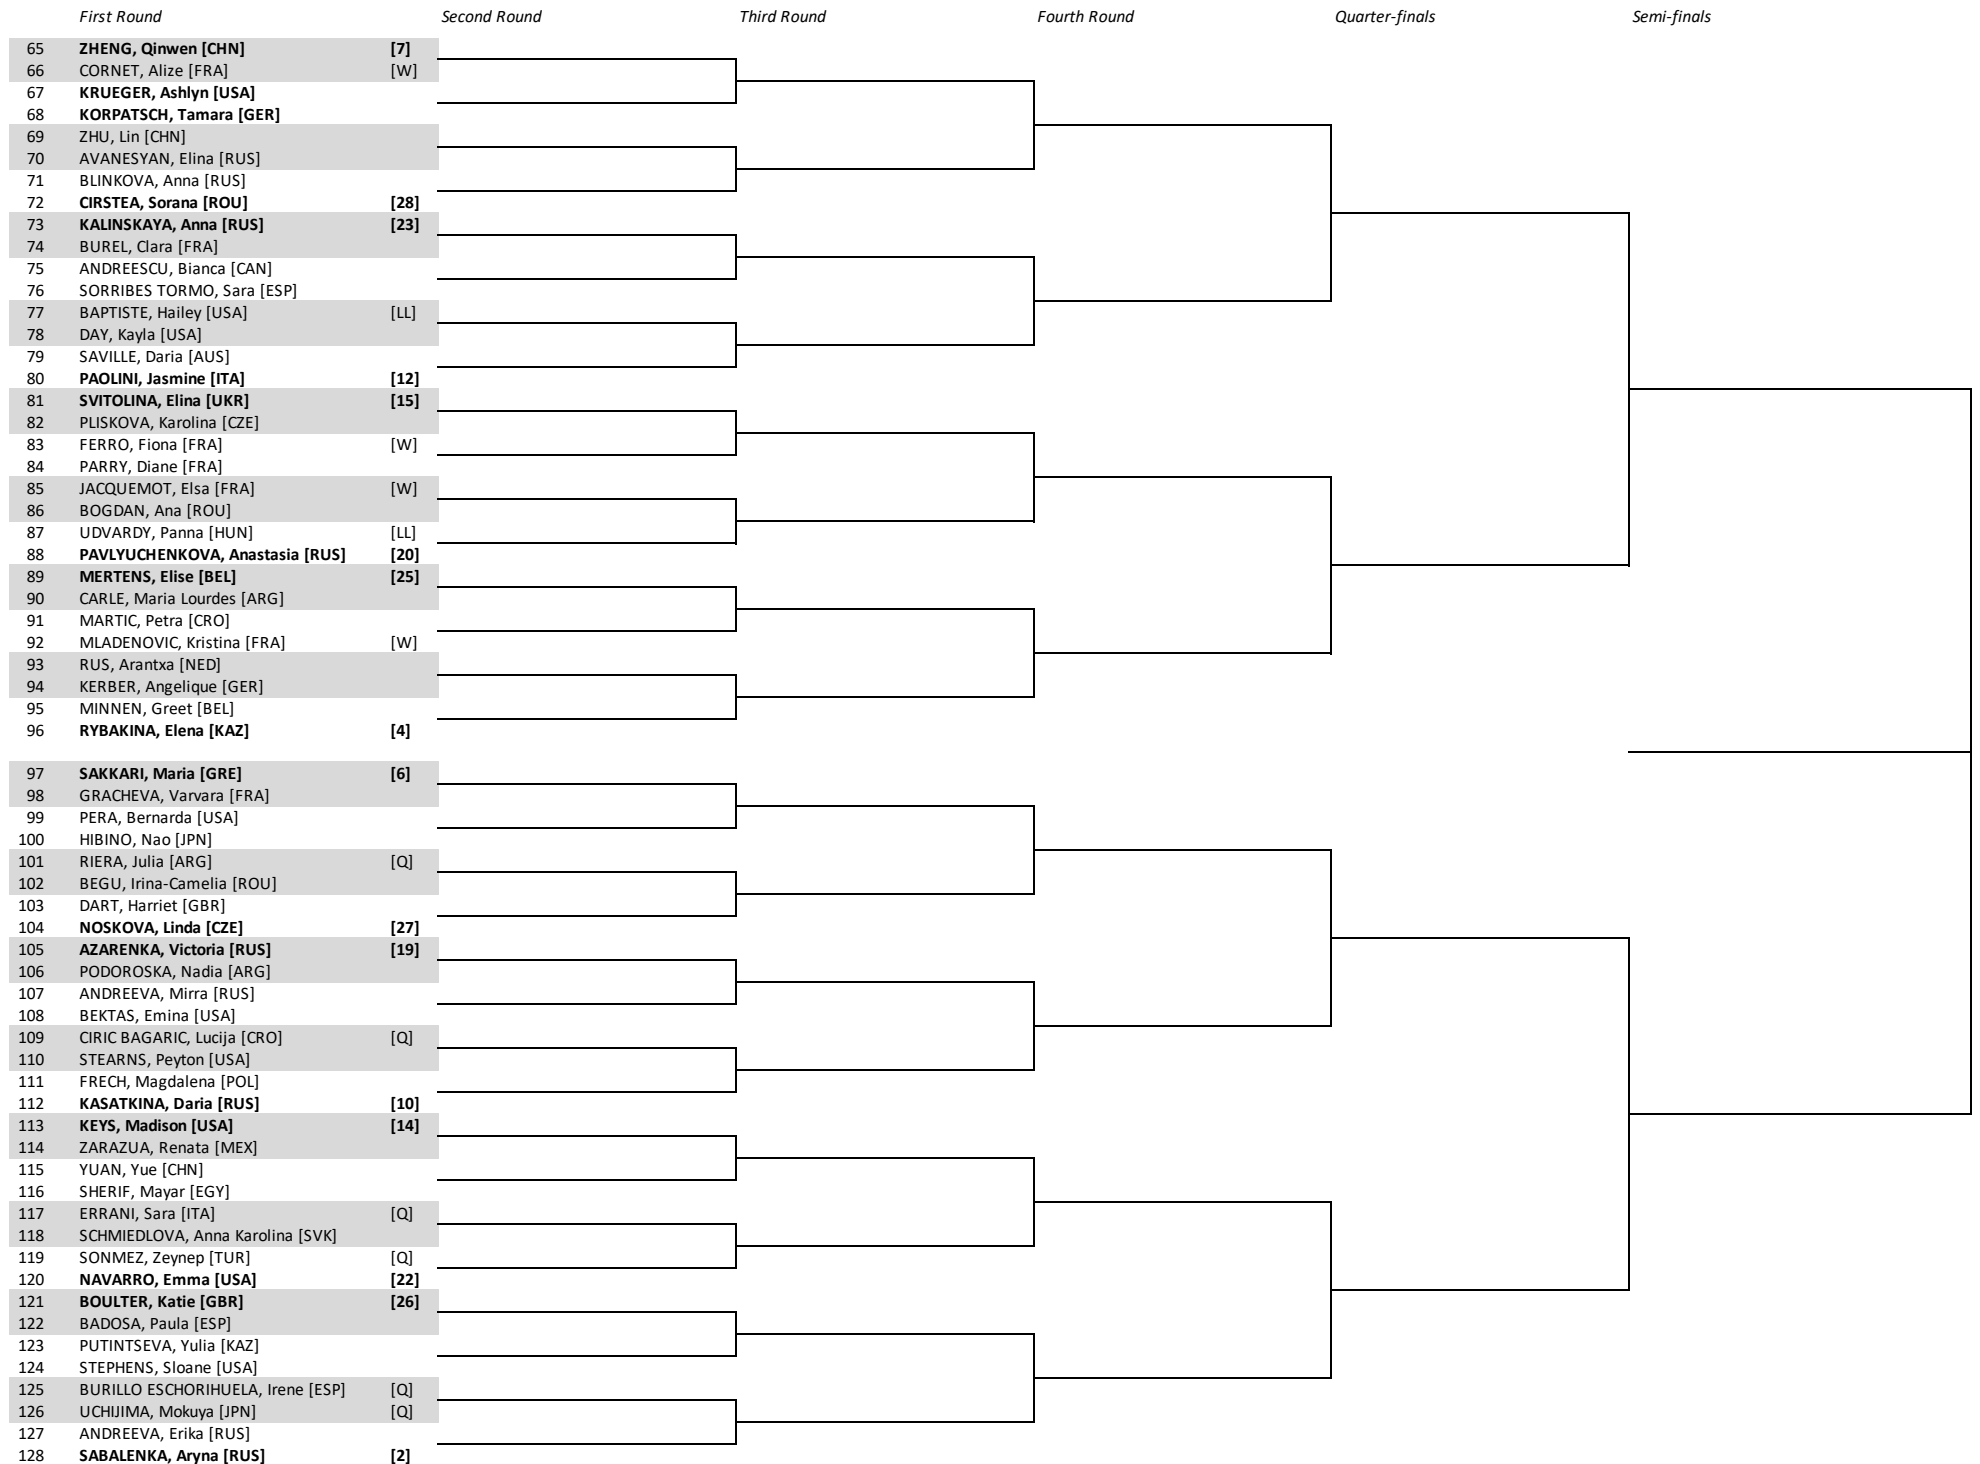 First Round Second Round Third Round Fourth Round Quarter-finals Semi-finals
65 ZHENG, Qinwen [CHN] [7]
66 CORNET, Alize [FRA] [W]
67 KRUEGER, Ashlyn [USA]
68 KORPATSCH, Tamara [GER]
69 ZHU, Lin [CHN]
70 AVANESYAN, Elina [RUS]
71 BLINKOVA, Anna [RUS]
72 CIRSTEA, Sorana [ROU] [28]
73 KALINSKAYA, Anna [RUS] [23]
74 BUREL, Clara [FRA]
75 ANDREESCU, Bianca [CAN]
76 SORRIBES TORMO, Sara [ESP]
77 BAPTISTE, Hailey [USA] [LL]
78 DAY, Kayla [USA]
79 SAVILLE, Daria [AUS]
80 PAOLINI, Jasmine [ITA] [12]
81 SVITOLINA, Elina [UKR] [15]
82 PLISKOVA, Karolina [CZE]
83 FERRO, Fiona [FRA] [W]
84 PARRY, Diane [FRA]
85 JACQUEMOT, Elsa [FRA] [W]
86 BOGDAN, Ana [ROU]
87 UDVARDY, Panna [HUN] [LL]
88 PAVLYUCHENKOVA, Anastasia [RUS] [20]
89 MERTENS, Elise [BEL] [25]
90 CARLE, Maria Lourdes [ARG]
91 MARTIC, Petra [CRO]
92 MLADENOVIC, Kristina [FRA] [W]
93 RUS, Arantxa [NED]
94 KERBER, Angelique [GER]
95 MINNEN, Greet [BEL]
96 RYBAKINA, Elena [KAZ] [4]
97 SAKKARI, Maria [GRE] [6]
98 GRACHEVA, Varvara [FRA]
99 PERA, Bernarda [USA]
100 HIBINO, Nao [JPN]
101 RIERA, Julia [ARG] [Q]
102 BEGU, Irina-Camelia [ROU]
103 DART, Harriet [GBR]
104 NOSKOVA, Linda [CZE] [27]
105 AZARENKA, Victoria [RUS] [19]
106 PODOROSKA, Nadia [ARG]
107 ANDREEVA, Mirra [RUS]
108 BEKTAS, Emina [USA]
109 CIRIC BAGARIC, Lucija [CRO] [Q]
110 STEARNS, Peyton [USA]
111 FRECH, Magdalena [POL]
112 KASATKINA, Daria [RUS] [10]
113 KEYS, Madison [USA] [14]
114 ZARAZUA, Renata [MEX]
115 YUAN, Yue [CHN]
116 SHERIF, Mayar [EGY]
117 ERRANI, Sara [ITA] [Q]
118 SCHMIEDLOVA, Anna Karolina [SVK]
119 SONMEZ, Zeynep [TUR] [Q]
120 NAVARRO, Emma [USA] [22]
121 BOULTER, Katie [GBR] [26]
122 BADOSA, Paula [ESP]
123 PUTINTSEVA, Yulia [KAZ]
124 STEPHENS, Sloane [USA]
125 BURILLO ESCHORIHUELA, Irene [ESP] [Q]
126 UCHIJIMA, Mokuya [JPN] [Q]
127 ANDREEVA, Erika [RUS]
128 SABALENKA, Aryna [RUS] [2]